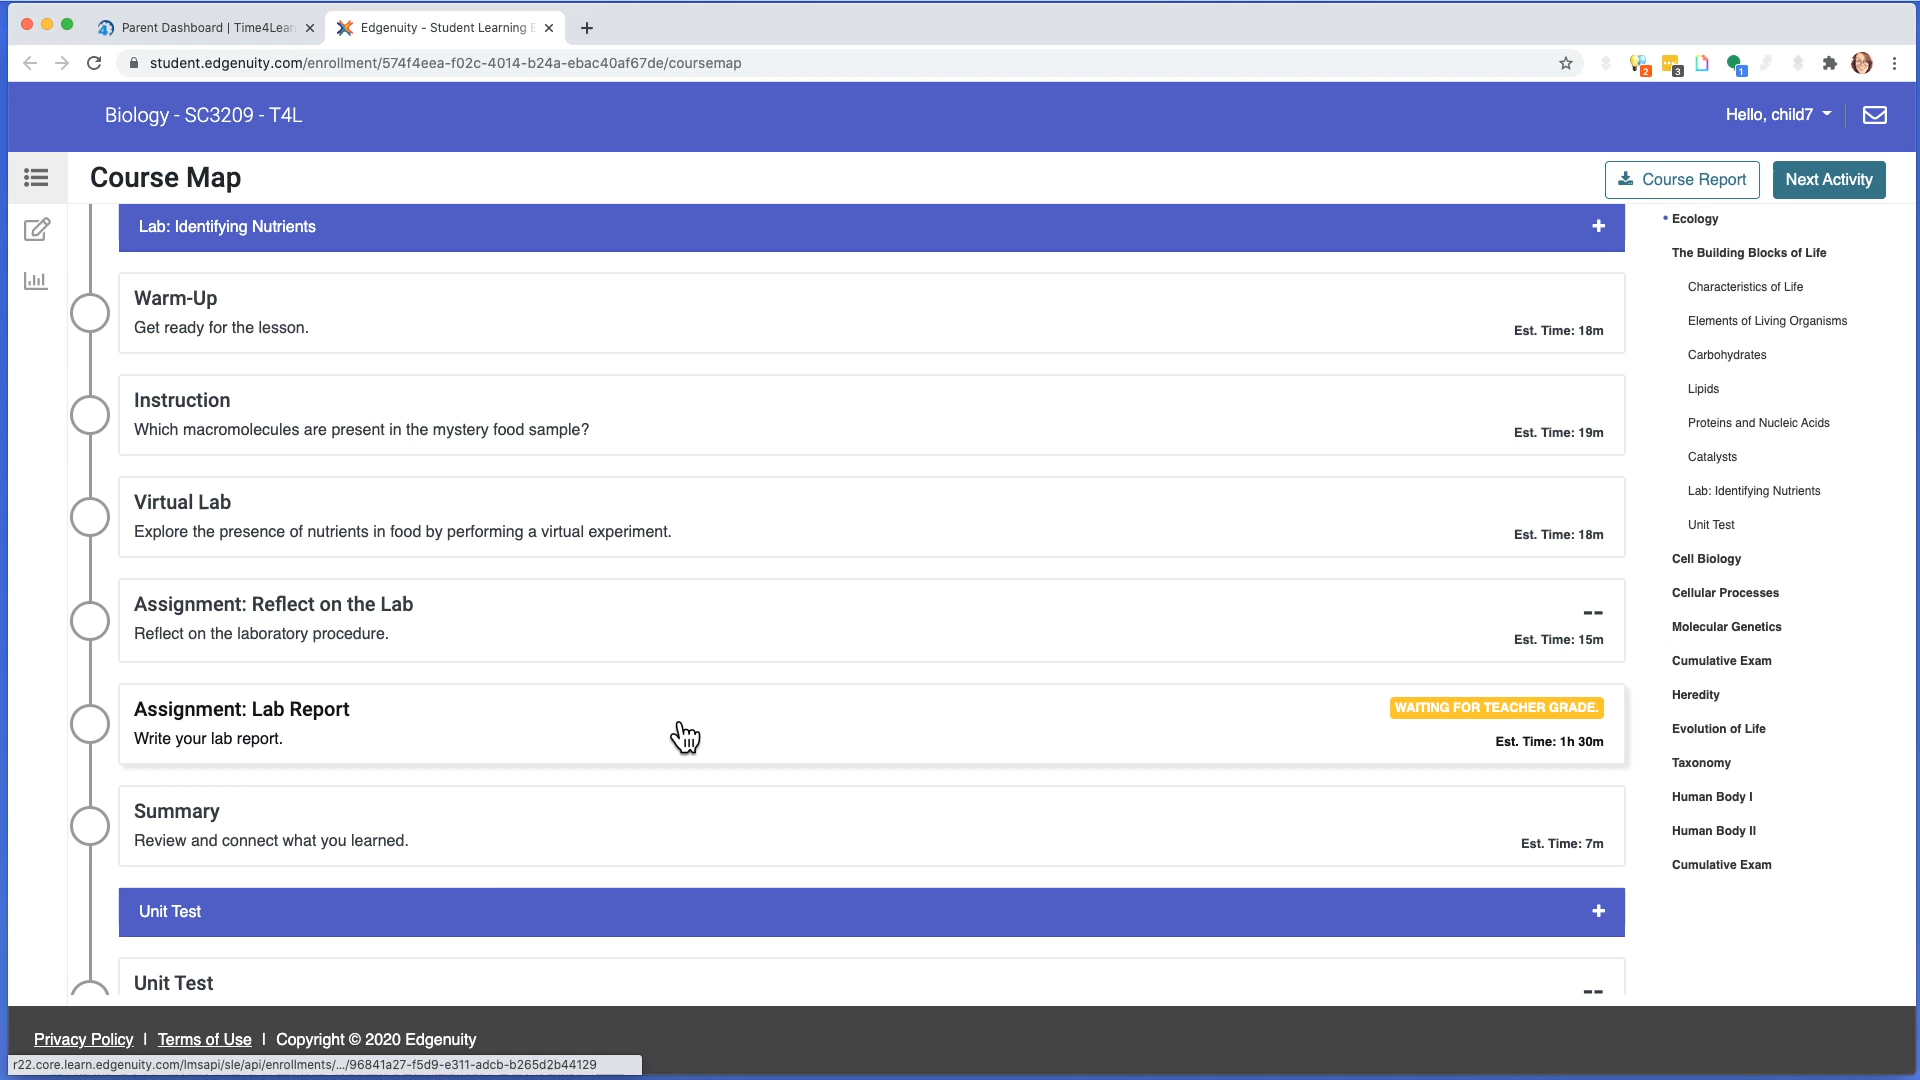 Parent Dashboard | Time4Lear
Edgenuity - Student Learning E
student.edgenuity.com/enrollment/574f4eea-f02c-4014-b24a-ebac40af67de/coursemap
2
3
1
Biology - SC3209 - T4L
Hello, child7
Course Map
Course Report
Next Activity
Lab: Identifying Nutrients
+
Warm-Up
Get ready for the lesson.
Est. Time: 18m
Instruction
Which macromolecules are present in the mystery food sample?
Est. Time: 19m
Virtual Lab
Explore the presence of nutrients in food by performing a virtual experiment.
Est. Time: 18m
Assignment: Reflect on the Lab
--
Reflect on the laboratory procedure.
Est. Time: 15m
Assignment: Lab Report
WAITING FOR TEACHER GRADE.
Write your lab report.
Est. Time: 1h 30m
Summary
Review and connect what you learned.
Est. Time: 7m
Unit Test
+
Unit Test
--
Ecology
The Building Blocks of Life
Characteristics of Life
Elements of Living Organisms
Carbohydrates
Lipids
Proteins and Nucleic Acids
Catalysts
Lab: Identifying Nutrients
Unit Test
Cell Biology
Cellular Processes
Molecular Genetics
Cumulative Exam
Heredity
Evolution of Life
Taxonomy
Human Body I
Human Body II
Cumulative Exam
Privacy Policy | Terms of Use | Copyright © 2020 Edgenuity
r22.core.learn.edgenuity.com/lmsapi/sle/api/enrollments/.../96841a27-f5d9-e311-adcb-b265d2b44129